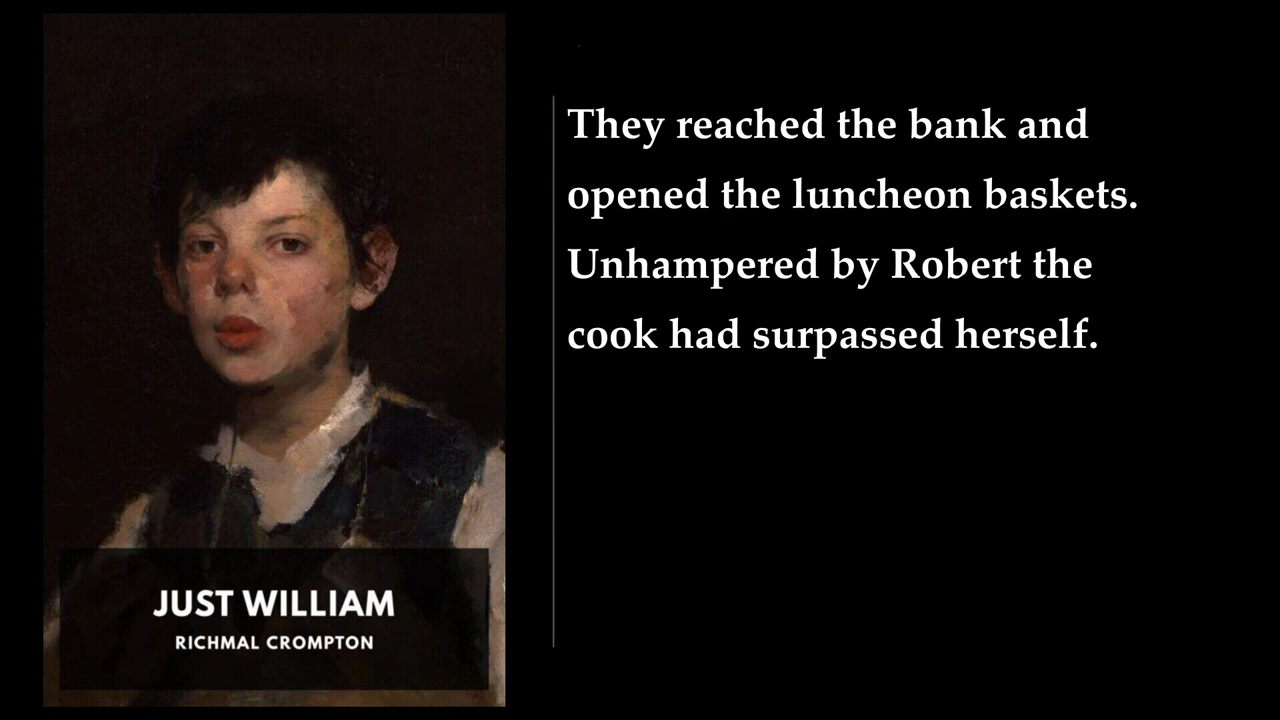 They reached the bank and
opened the luncheon baskets.
Unhampered by Robert the
cook had surpassed herself.
JUST WILLIAM
RICHMAL CROMPTON